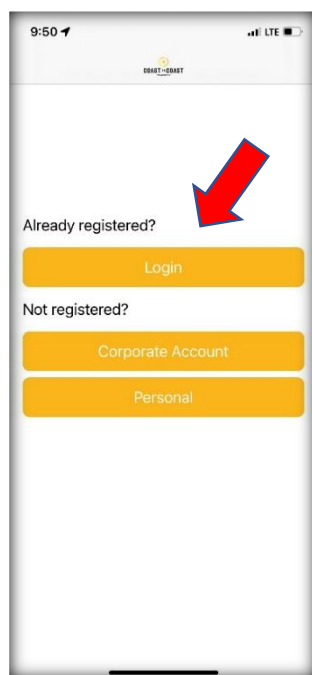 9:50
LTE
COAST TO COAST
Already registered?
Login
Not registered?
Corporate Account
Personal